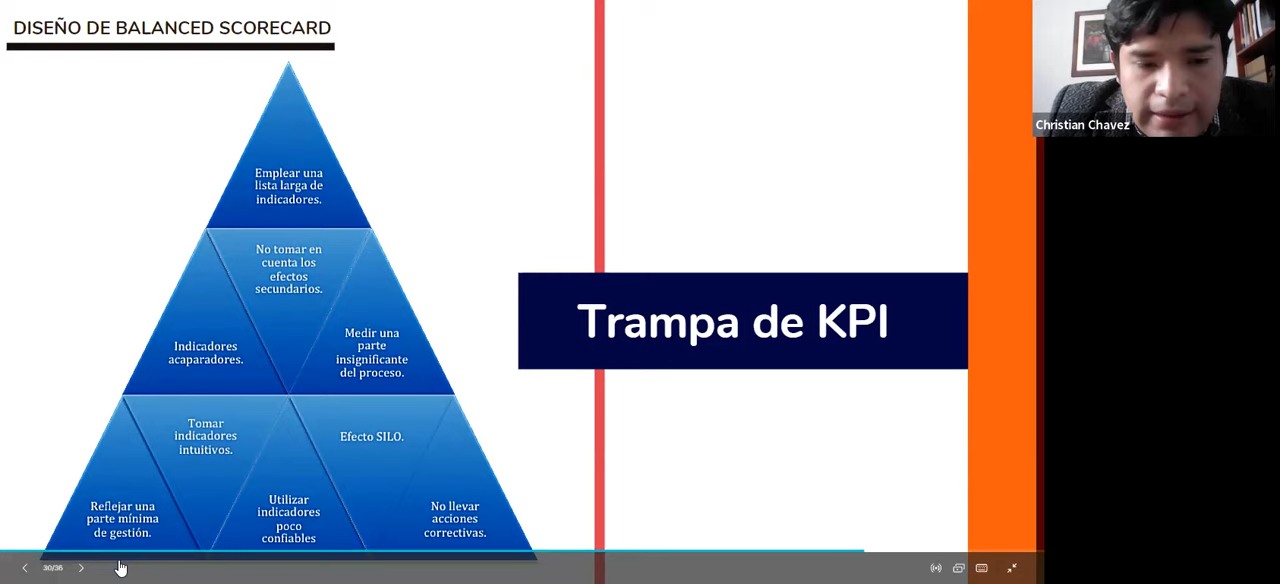 DISEÑO DE BALANCED SCORECARD
Emplear una
lista larga de
indicadores.
No tomar en
cuenta los
efectos
secundarios.
Indicadores
acaparadores.
Medir una
parte
insignificante
del proceso.
Tomar
indicadores
intuitivos.
Efecto SILO.
Reflejar una
parte mínima
de gestión.
Utilizar
indicadores
poco
confiables
No llevar
acciones
correctivas.
Trampa de KPI
Christian Chavez
30/36